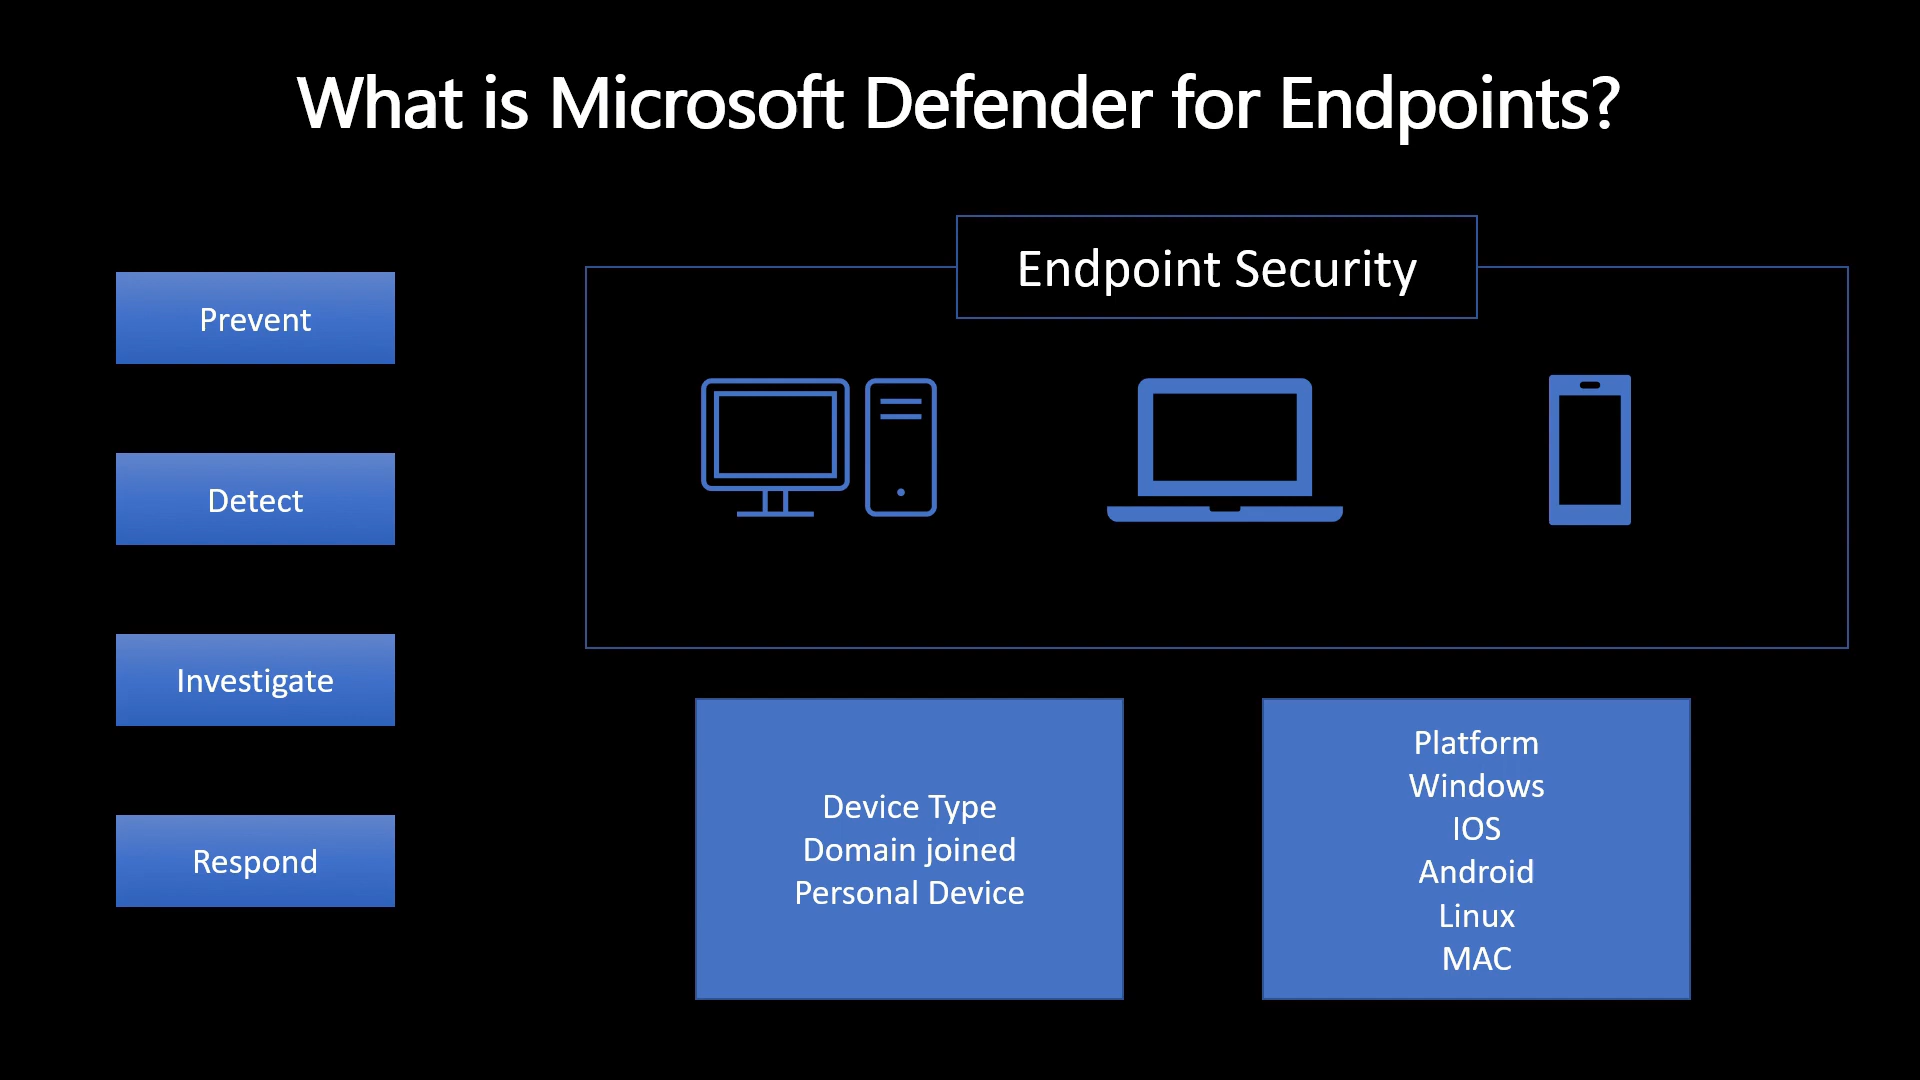 What is Microsoft Defender for Endpoints?
Prevent
Detect
Investigate
Respond
Endpoint Security
Device Type
Domain joined
Personal Device
Platform
Windows
IOS
Android
Linux
MAC